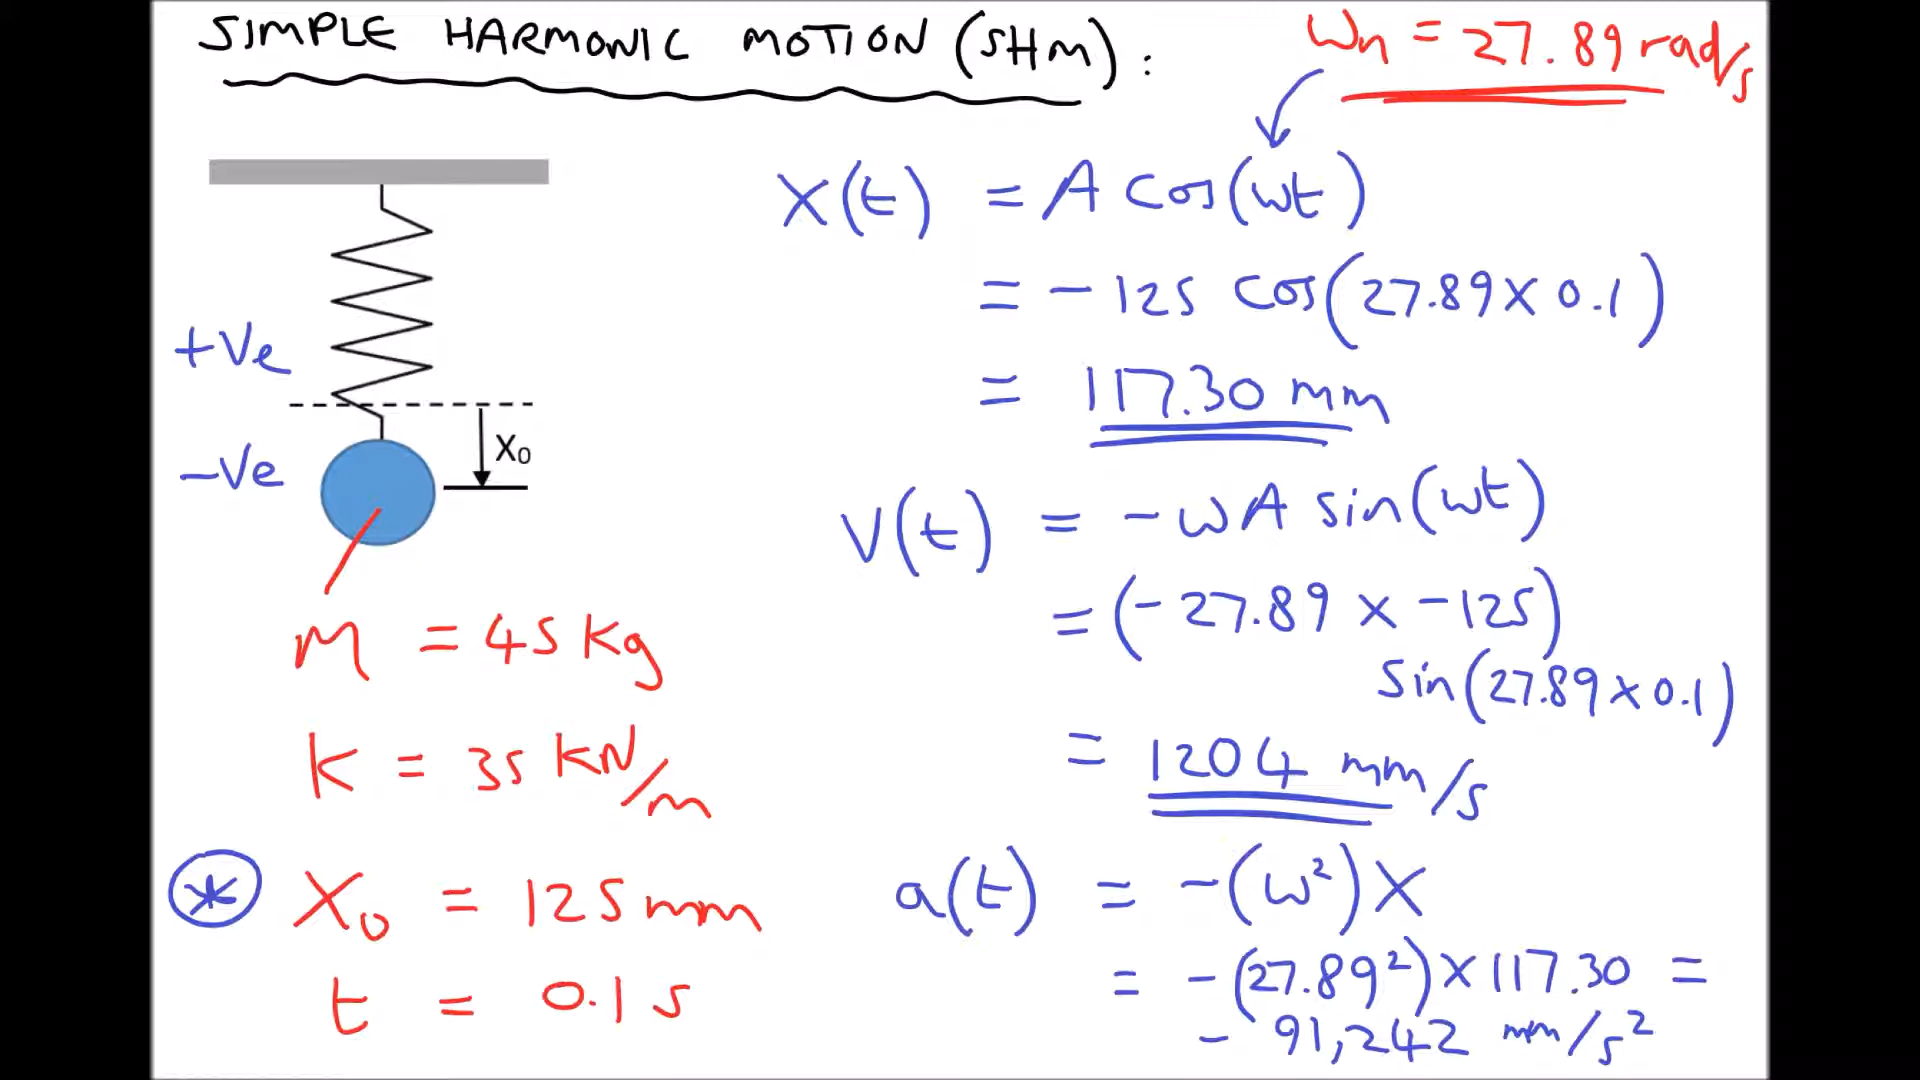 SIMPLE HARMONIC MOTION (SHM) :
Wn = 27.89 rad/s
X(t) = A cos(wt)
= -125 cos(27.89 X 0.1)
= 117.30 mm
+Ve
-Ve
X₀
V(t) = -wA sin(wt)
= (-27.89 x -125)
sin(27.89 x 0.1)
= 1204 mm/s
M = 45 kg
K = 35 KN/m
* X₀ = 125 mm
t = 0.1 s
a(t) = -(w²)X
= -(27.89²) X 117.30 =
- 91,242 mm/s²